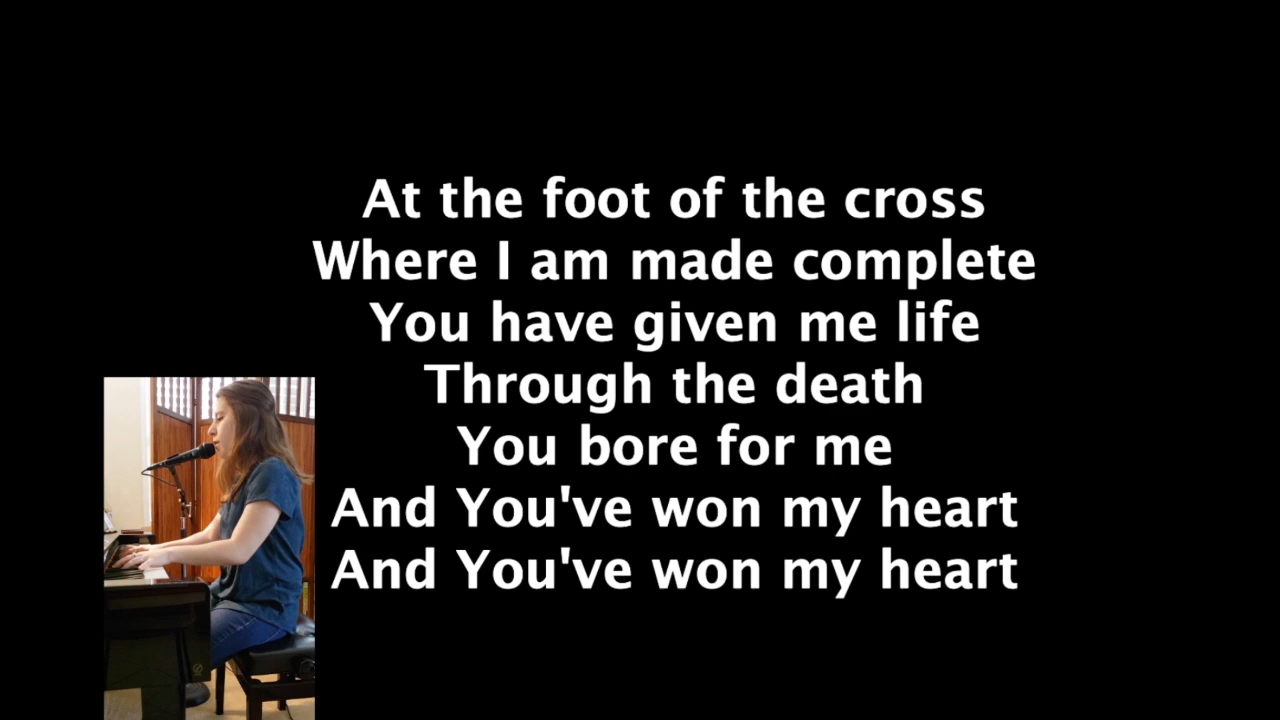 At the foot of the cross
Where I am made complete
You have given me life
Through the death
You bore for me
And You've won my heart
And You've won my heart